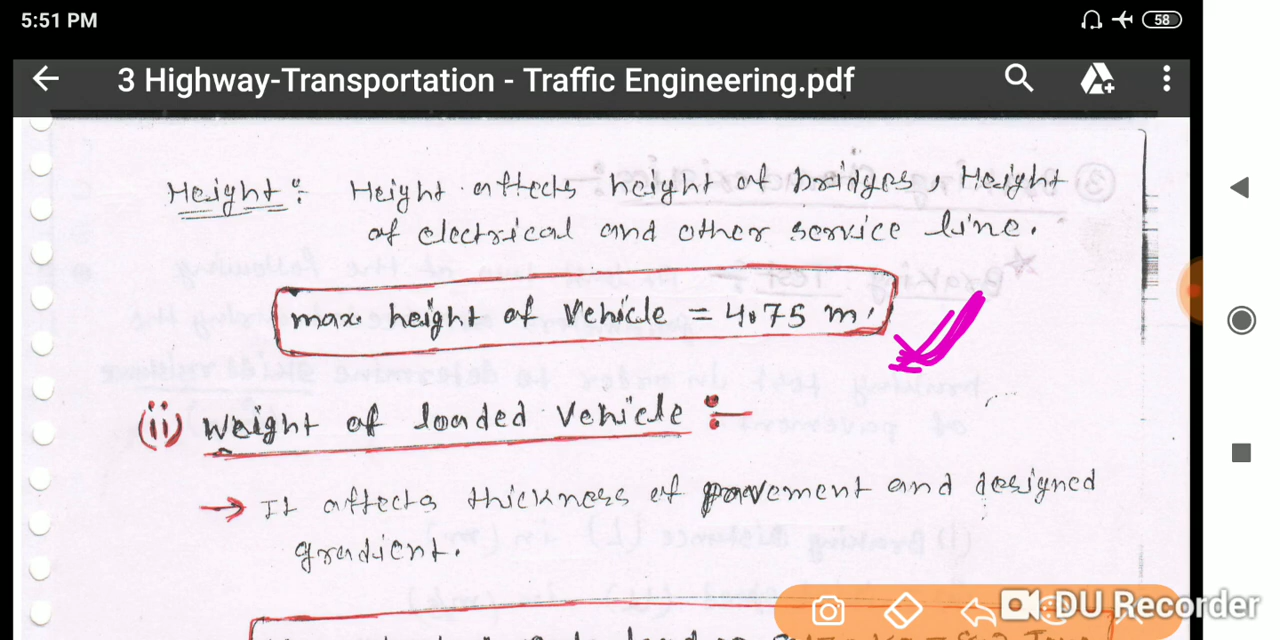 5:51 PM
58
3 Highway-Transportation - Traffic Engineering.pdf
Height : Height affects height of bridges, Height
of electrical and other service line.
max. height of Vehicle = 4.75 m.
(ii) Weight of loaded Vehicle :-
→ It affects thickness of pavement and designed
gradient.
DU Recorder